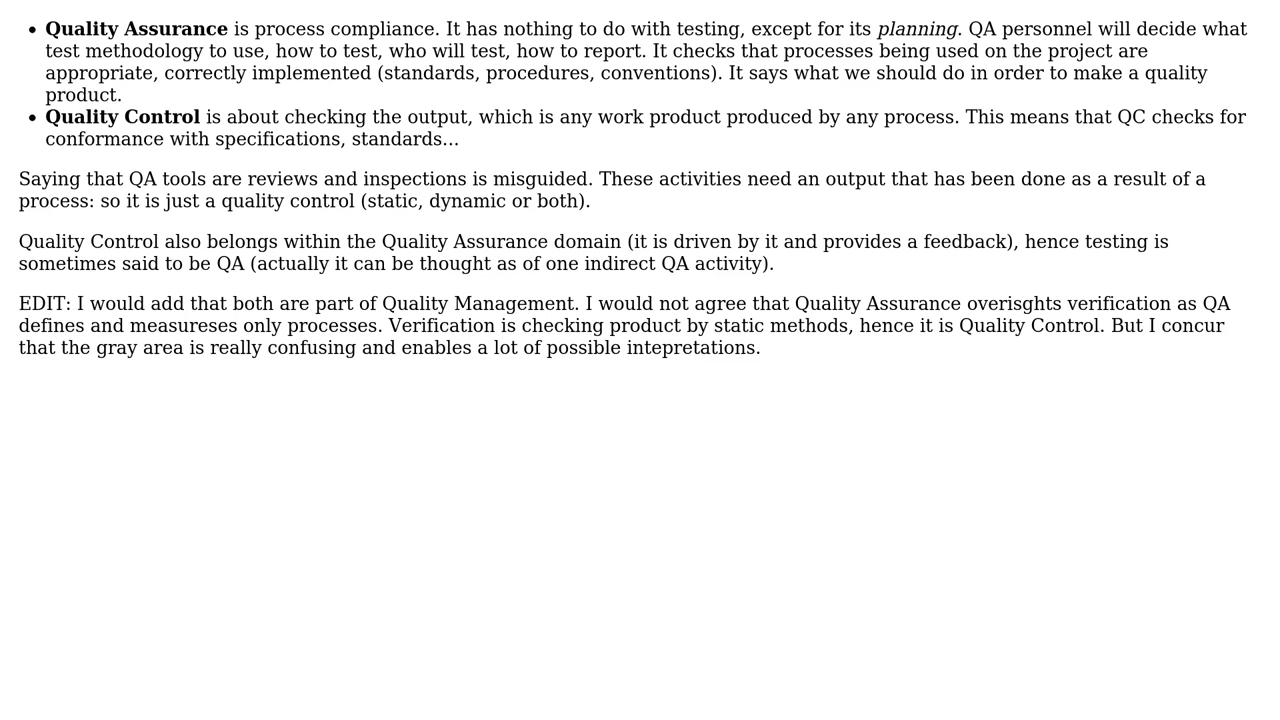 • Quality Assurance is process compliance. It has nothing to do with testing, except for its planning. QA personnel will decide what
test methodology to use, how to test, who will test, how to report. It checks that processes being used on the project are
appropriate, correctly implemented (standards, procedures, conventions). It says what we should do in order to make a quality
product.
• Quality Control is about checking the output, which is any work product produced by any process. This means that QC checks for
conformance with specifications, standards...
Saying that QA tools are reviews and inspections is misguided. These activities need an output that has been done as a result of a
process: so it is just a quality control (static, dynamic or both).
Quality Control also belongs within the Quality Assurance domain (it is driven by it and provides a feedback), hence testing is
sometimes said to be QA (actually it can be thought as of one indirect QA activity).
EDIT: I would add that both are part of Quality Management. I would not agree that Quality Assurance overisghts verification as QA
defines and measureses only processes. Verification is checking product by static methods, hence it is Quality Control. But I concur
that the gray area is really confusing and enables a lot of possible intepretations.